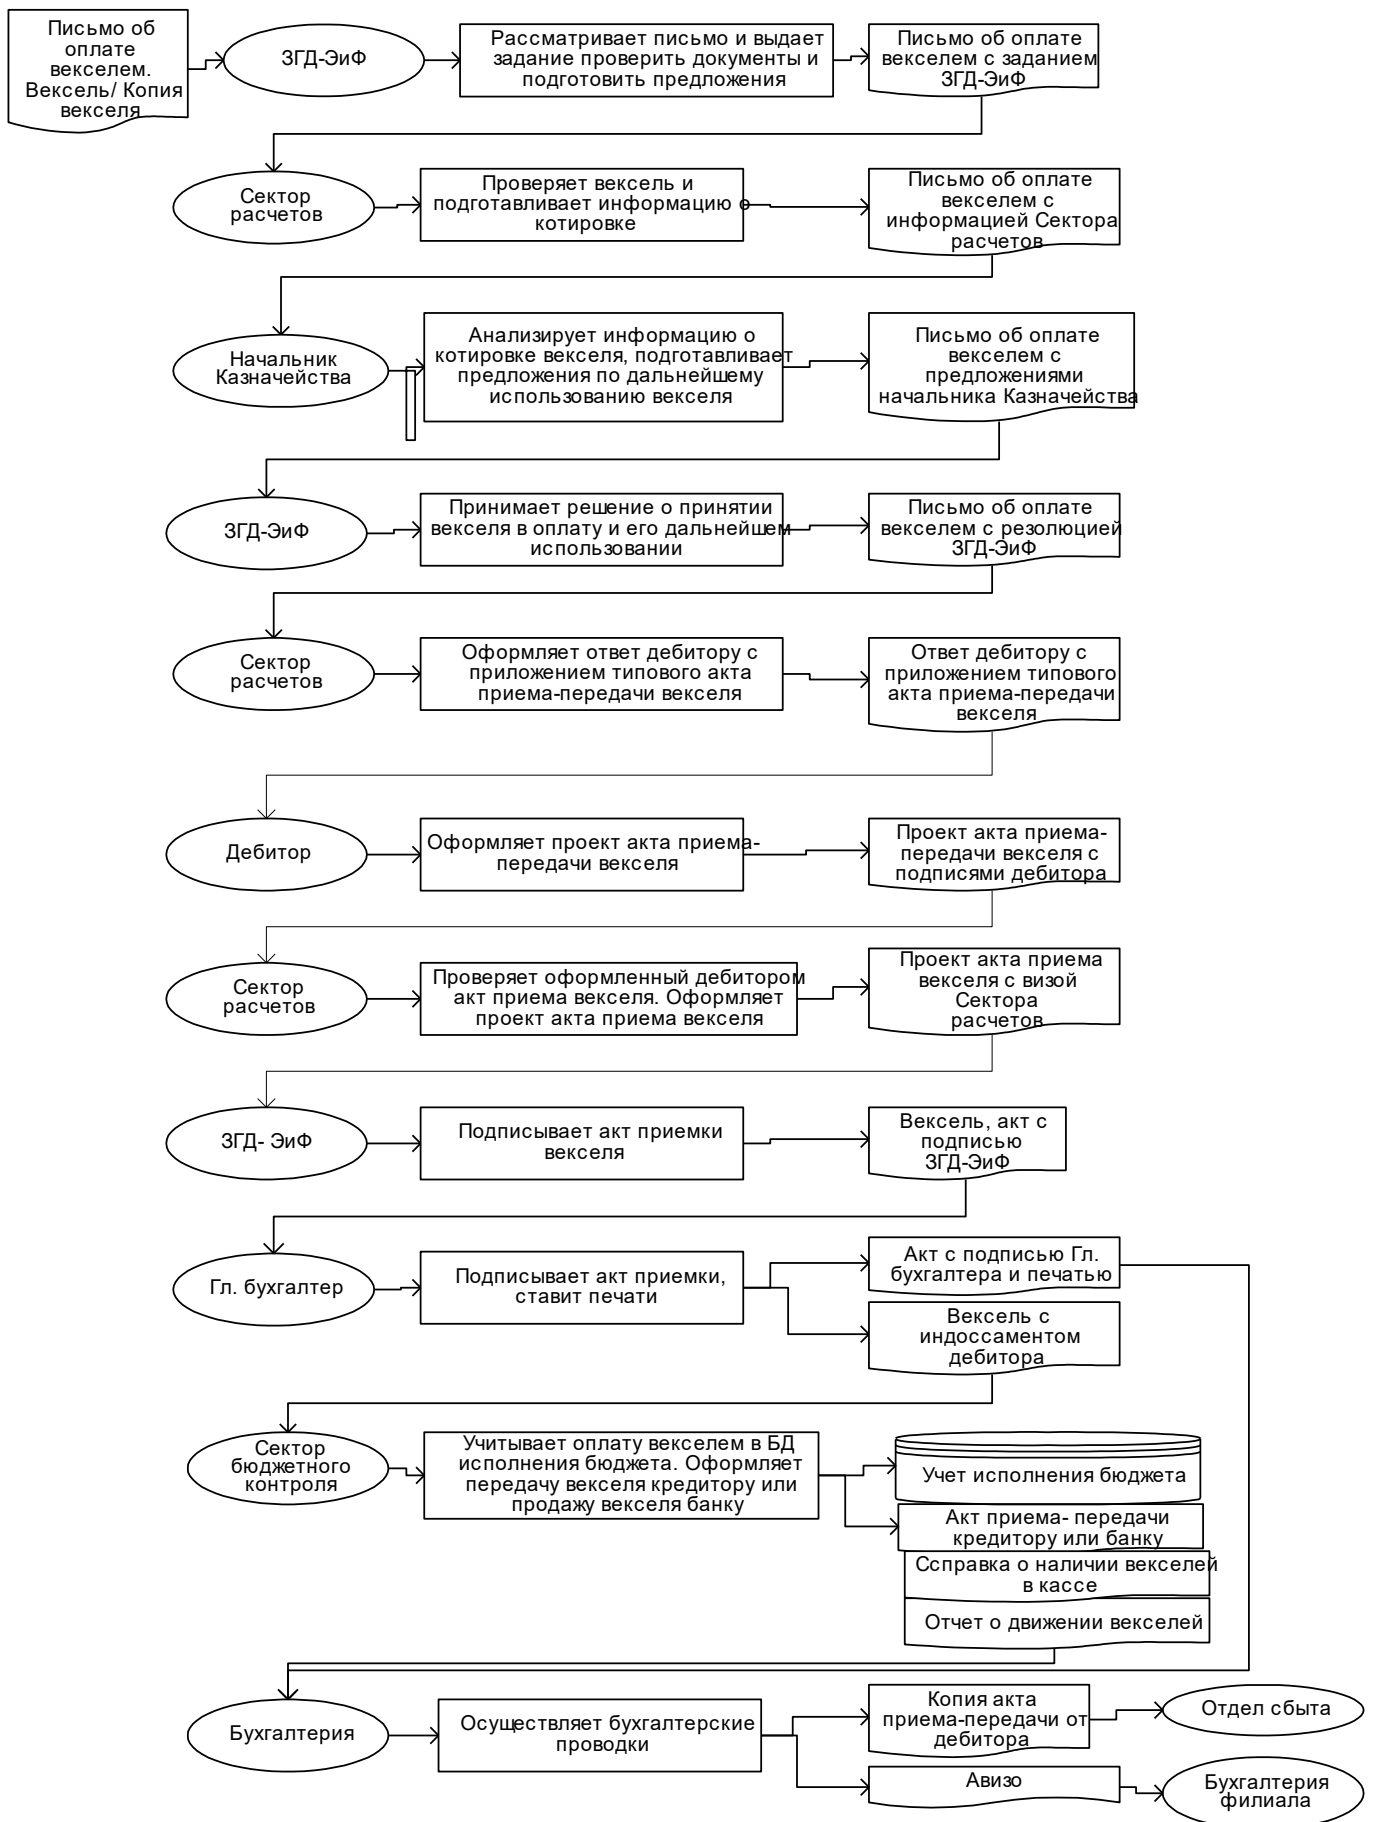 Письмо об
оплате
векселем.
Вексель/ Копия
векселя
ЗГД-ЭиФ
Рассматривает письмо и выдает
задание проверить документы и
подготовить предложения
Письмо об оплате
векселем с заданием
ЗГД-ЭиФ
Сектор
расчетов
Проверяет вексель и
подготавливает информацию о
котировке
Письмо об оплате
векселем с
информацией Сектора
расчетов
Начальник
Казначейства
Анализирует информацию о
котировке векселя, подготавливает
предложения по дальнейшему
использованию векселя
Письмо об оплате
векселем с
предложениями
начальника Казначейства
ЗГД-ЭиФ
Принимает решение о принятии
векселя в оплату и его дальнейшем
использовании
Письмо об оплате
векселем с резолюцией
ЗГД-ЭиФ
Сектор
расчетов
Оформляет ответ дебитору с
приложением типового акта
приема-передачи векселя
Ответ дебитору с
приложением типового
акта приема-передачи
векселя
Дебитор
Оформляет проект акта приема-
передачи векселя
Проект акта приема-
передачи векселя с
подписями дебитора
Сектор
расчетов
Проверяет оформленный дебитором
акт приема векселя. Оформляет
проект акта приема векселя
Проект акта приема
векселя с визой
Сектора
расчетов
ЗГД- ЭиФ
Подписывает акт приемки
векселя
Вексель, акт с
подписью
ЗГД-ЭиФ
Гл. бухгалтер
Подписывает акт приемки,
ставит печати
Акт с подписью Гл.
бухгалтера и печатью
Вексель с
индоссаментом
дебитора
Сектор
бюджетного
контроля
Учитывает оплату векселем в БД
исполнения бюджета. Оформляет
передачу векселя кредитору или
продажу векселя банку
Учет исполнения бюджета
Акт приема- передачи
кредитору или банку
Ссправка о наличии векселей
в кассе
Отчет о движении векселей
Бухгалтерия
Осуществляет бухгалтерские
проводки
Копия акта
приема-передачи от
дебитора
Отдел сбыта
Авизо
Бухгалтерия
филиала